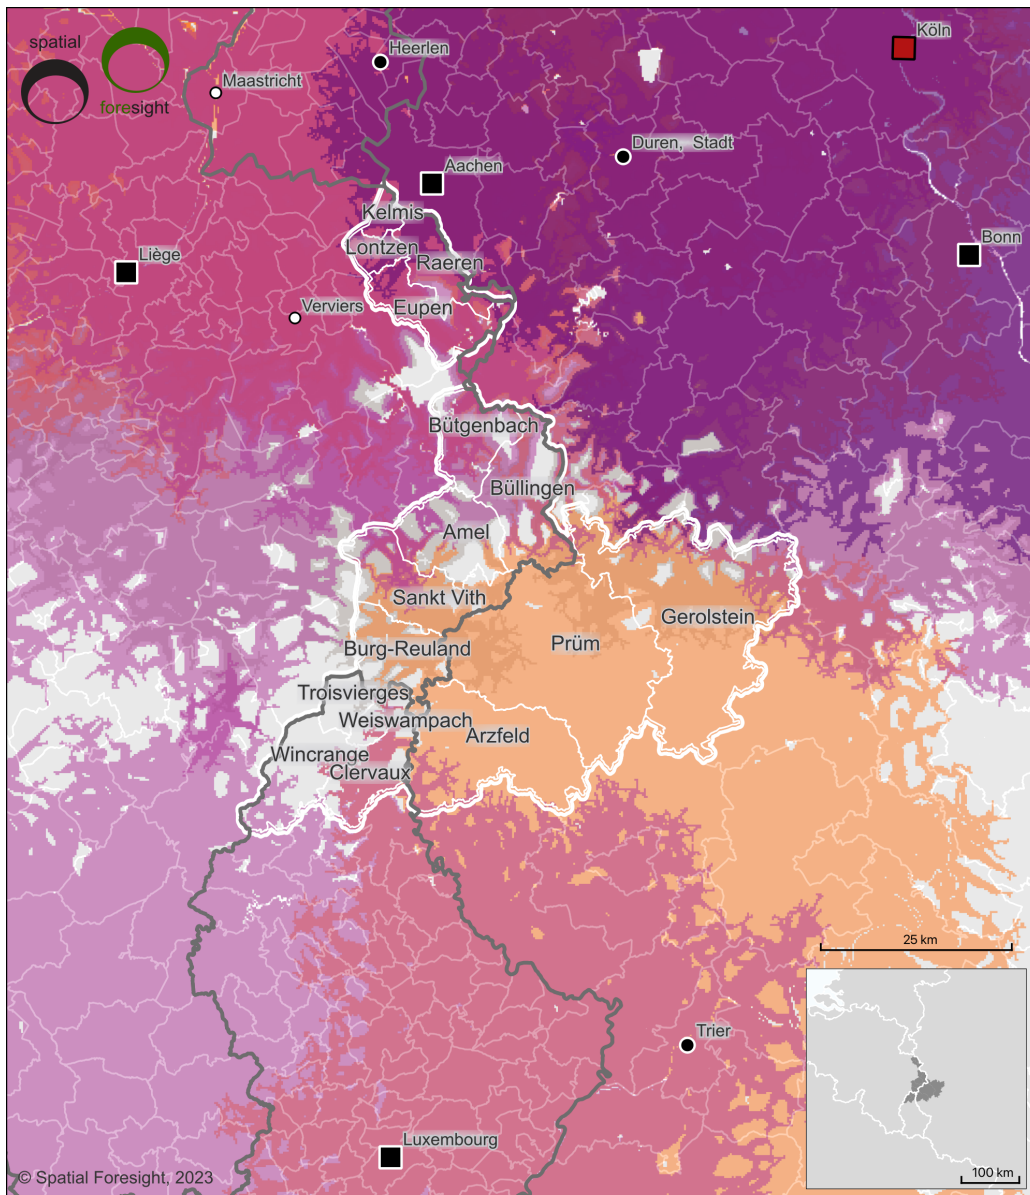 spatial
foresight
Maastricht
Heerlen
Köln
Duren, Stadt
Aachen
Kelmis
Lontzen
Raeren
Bonn
Liège
Verviers
Eupen
Bütgenbach
Büllingen
Amel
Sankt Vith
Gerolstein
Prüm
Burg-Reuland
Troisvierges
Weiswampach
Arzfeld
Wincrange
Clervaux
25 km
Trier
Luxembourg
100 km
© Spatial Foresight, 2023